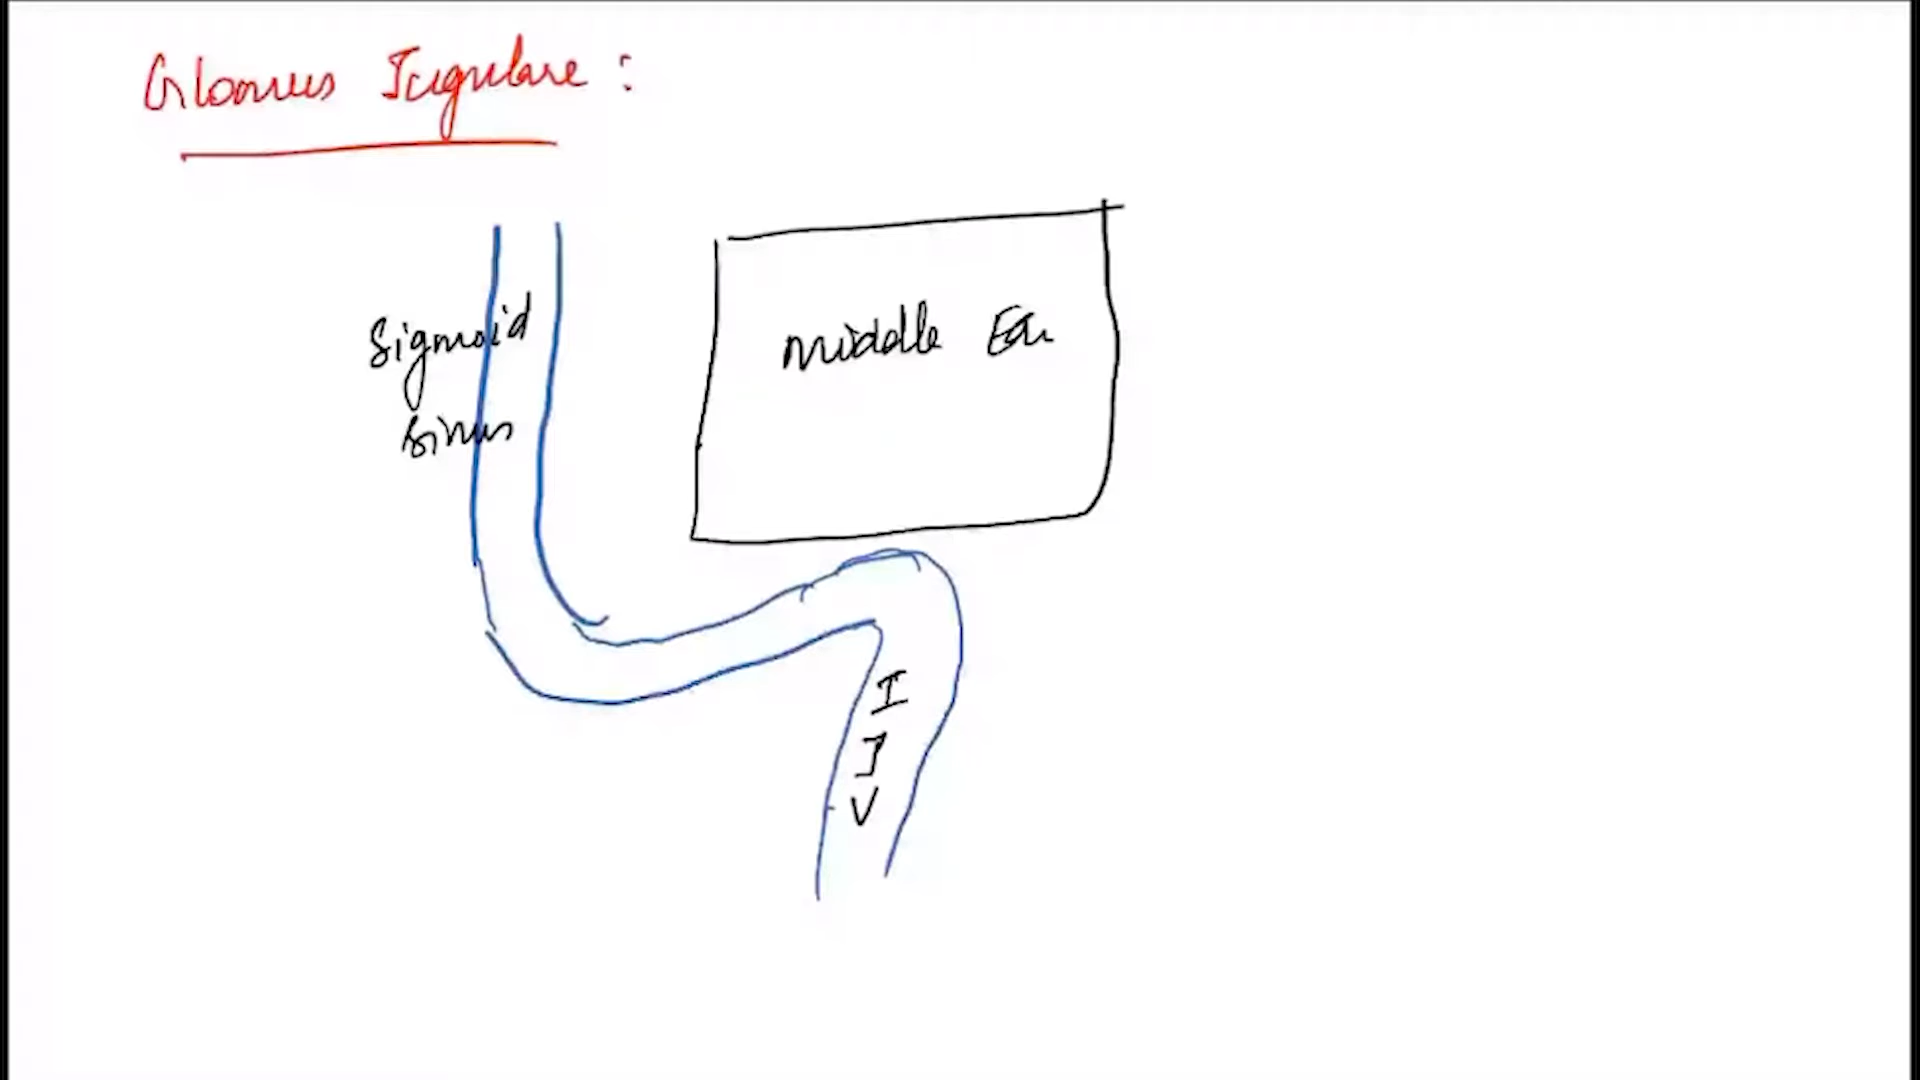 Glomus Jugulare :
Sigmoid
Sinus
Middle Ear
I
J
V